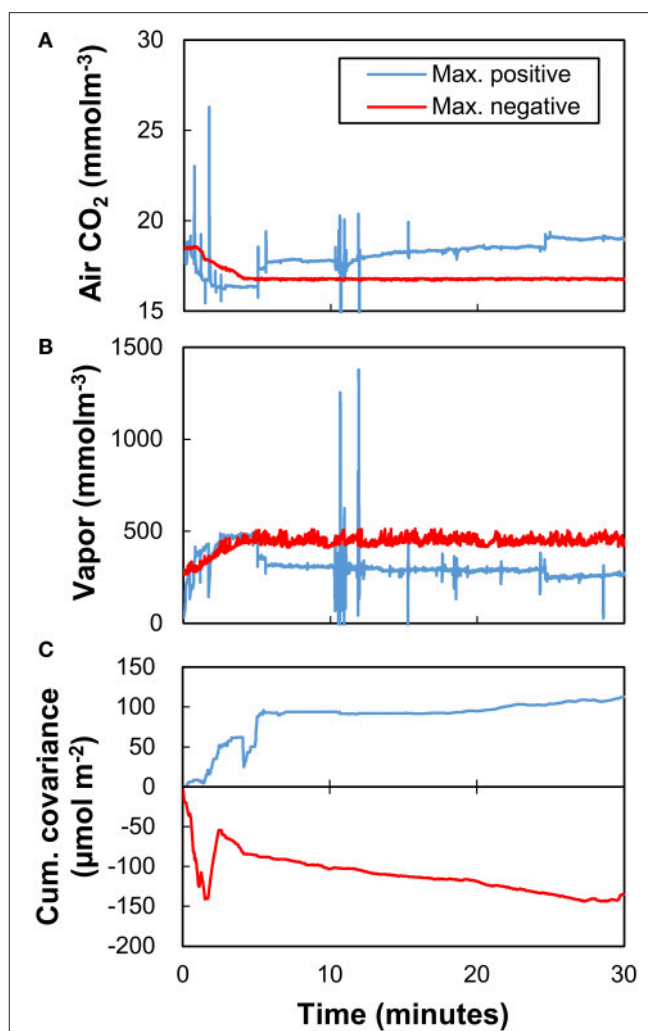 A
Air CO2 (mmolm-3)
30
25
20
15
Max. positive
Max. negative
B
Vapor (mmolm-3)
1500
1000
500
0
C
Cum. covariance
(µmol m-2)
150
100
50
0
-50
-100
-150
-200
0
10
20
30
Time (minutes)